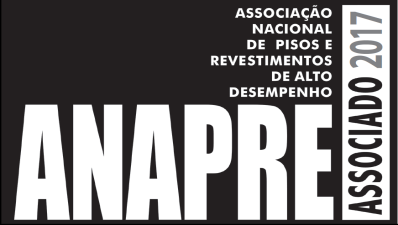 ASSOCIAÇÃO
NACIONAL
DE PISOS E
REVESTIMENTOS
DE ALTO
DESEMPENHO
ANAPRE
ASSOCIADO 2017